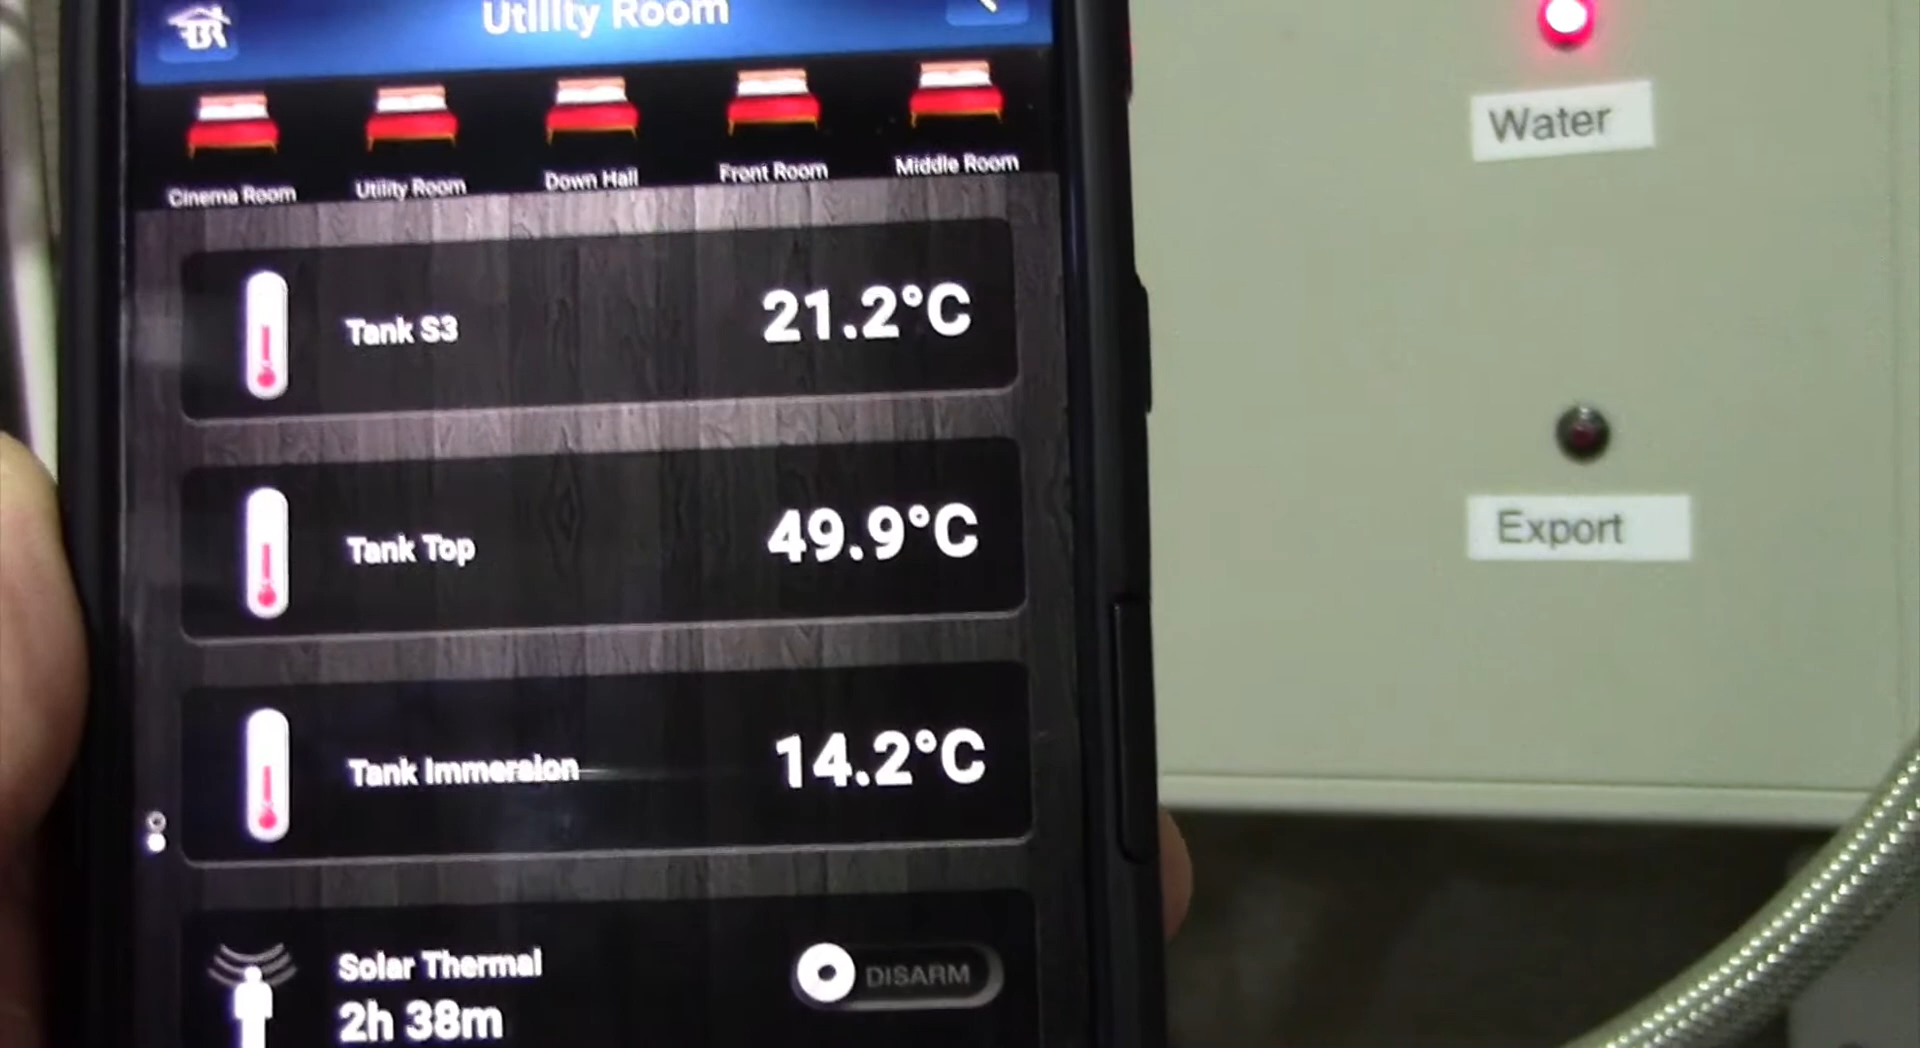 Utility Room
Cinema Room
Utility Room
Down Hall
Front Room
Middle Room
Tank S3
21.2°C
Tank Top
49.9°C
Tank Immersion
14.2°C
Solar Thermal
2h 38m
DISARM
Water
Export